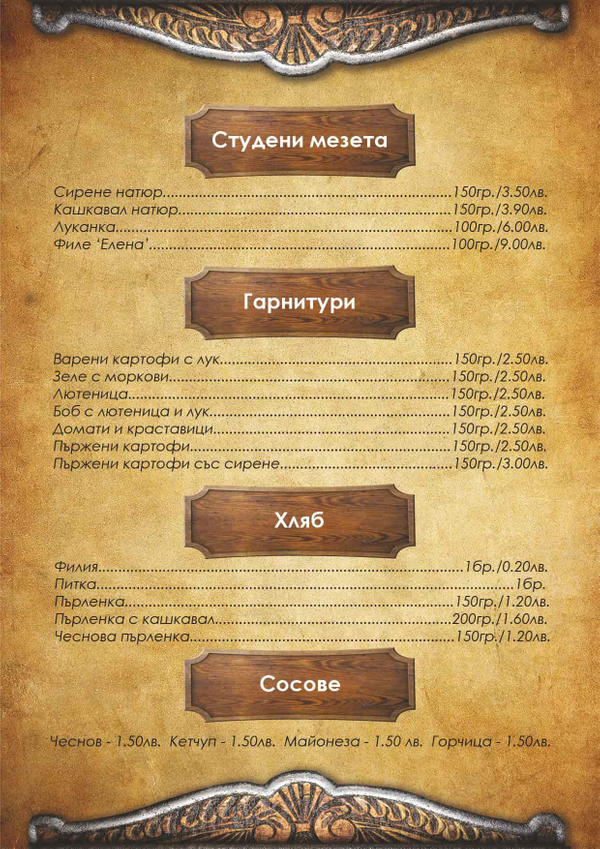 Студени мезета
Сирене натюр......................................................................150гр./3.50лв.
Кашкавал натюр..................................................................150гр./3.90лв.
Луканка..................................................................................100гр./6.00лв.
Филе ‘Елена’.........................................................................100гр./9.00лв.
Гарнитури
Варени картофи с лук.........................................................150гр./2.50лв.
Зеле с моркови.....................................................................150гр./2.50лв.
Лютеница...............................................................................150гр./2.50лв.
Боб с лютеница и лук...........................................................150гр./2.50лв.
Домати и краставици..........................................................150гр./2.50лв.
Пържени картофи................................................................150гр./2.50лв.
Пържени картофи със сирене..........................................150гр./3.00лв.
Хляб
Филия.........................................................................................1бр./0.20лв.
Питка.....................................................................................................1бр.
Пърленка................................................................................150гр./1.20лв.
Пърленка с кашкавал..........................................................200гр./1.60лв.
Чеснова пърленка................................................................150гр./1.20лв.
Сосове
Чеснов - 1.50лв. Кетчуп - 1.50лв. Майонеза - 1.50 лв. Горчица - 1.50лв.